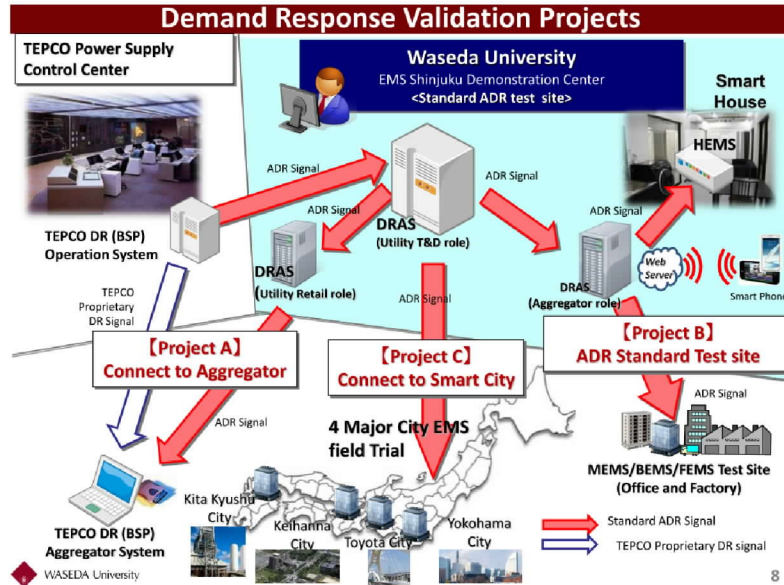 Demand Response Validation Projects
TEPCO Power Supply
Control Center
Waseda University
EMS Shinjuku Demonstration Center
<Standard ADR test site>
Smart
House
HEMS
ADR Signal
ADR Signal
ADR Signal
ADR Signal
DRAS
(Utility T&D role)
TEPCO DR (BSP)
Operation System
DRAS
(Utility Retail role)
Web
Server
DRAS
(Aggregator role)
Smart Phone
TEPCO
Proprietary
DR Signal
ADR Signal
【Project A】
Connect to Aggregator
【Project C】
Connect to Smart City
【Project B】
ADR Standard Test site
ADR Signal
ADR Signal
4 Major City EMS
field Trial
MEMS/BEMS/FEMS Test Site
(Office and Factory)
Kita Kyushu
City
Keihanna
City
Toyota City
Yokohama
City
TEPCO DR (BSP)
Aggregator System
Standard ADR Signal
TEPCO Proprietary DR signal
WASEDA University
8